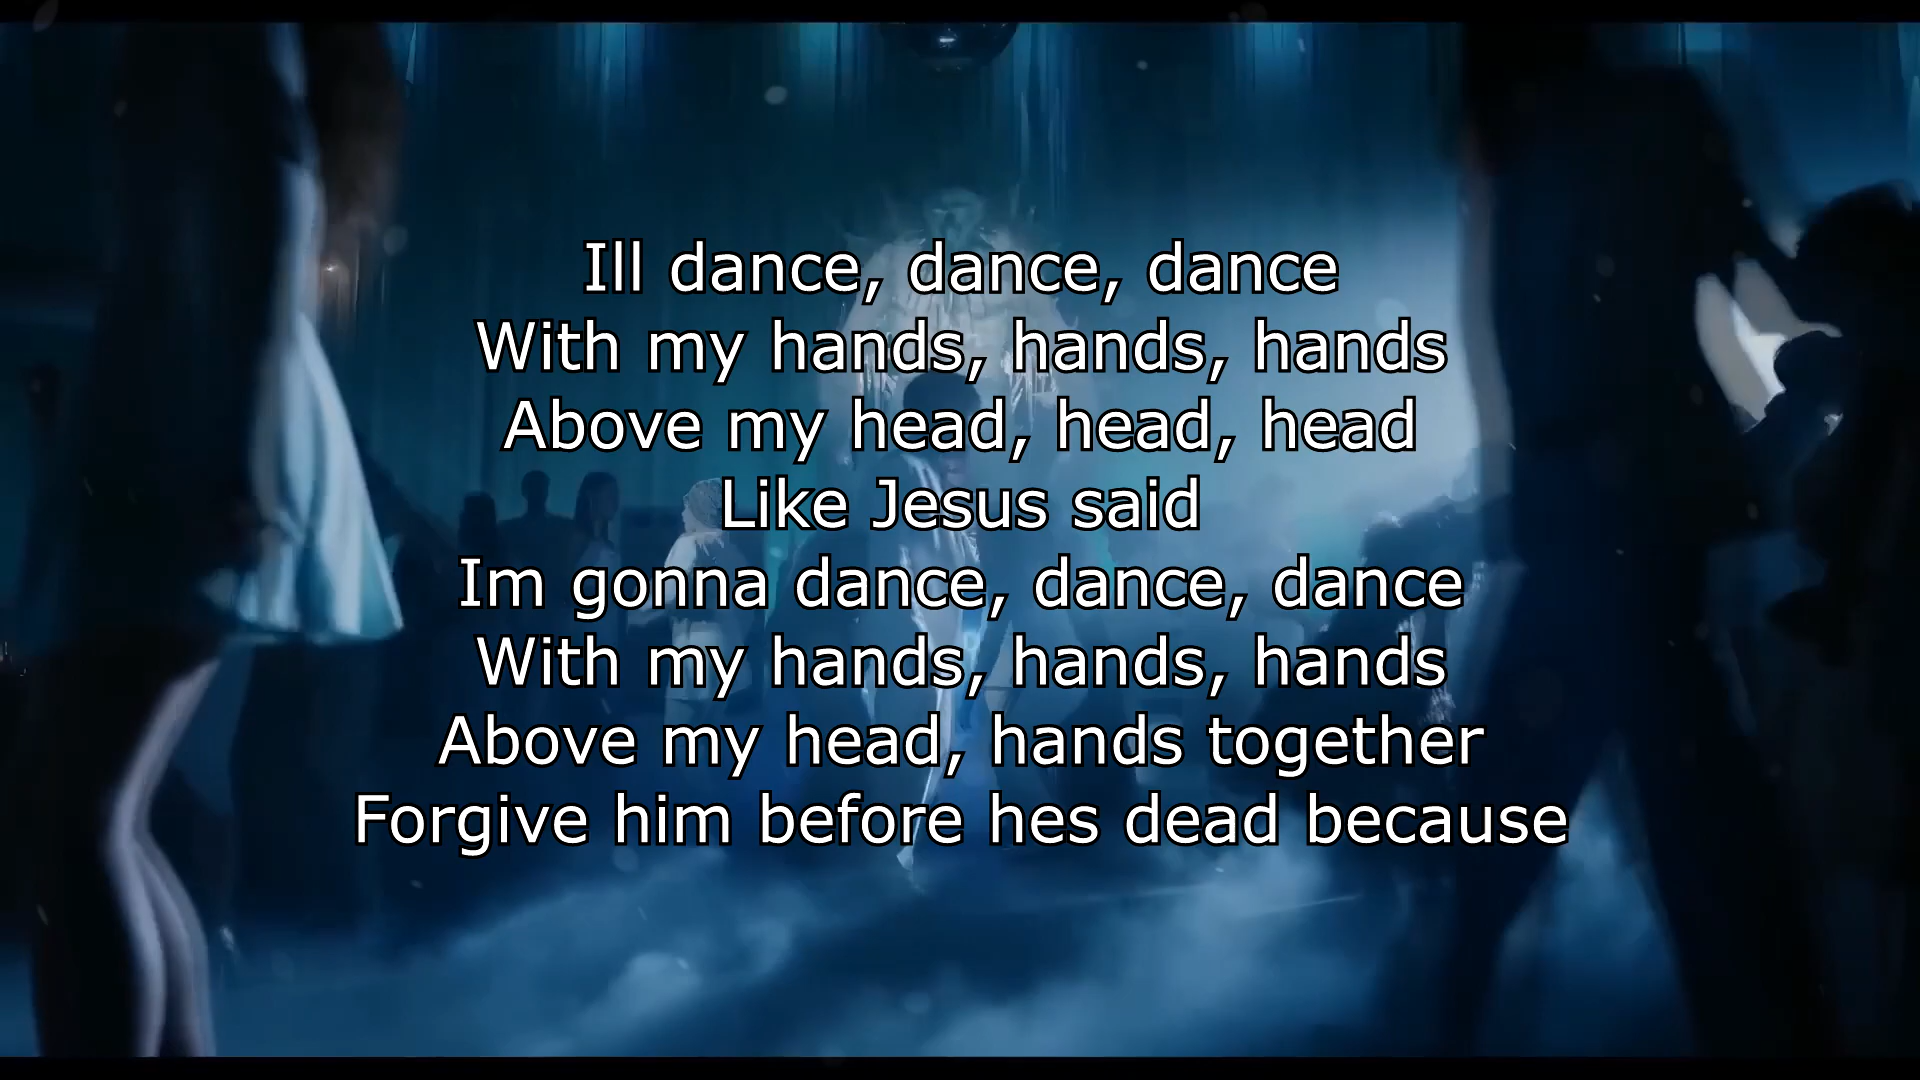 Ill dance, dance, dance
With my hands, hands, hands
Above my head, head, head
Like Jesus said
Im gonna dance, dance, dance
With my hands, hands, hands
Above my head, hands together
Forgive him before hes dead because